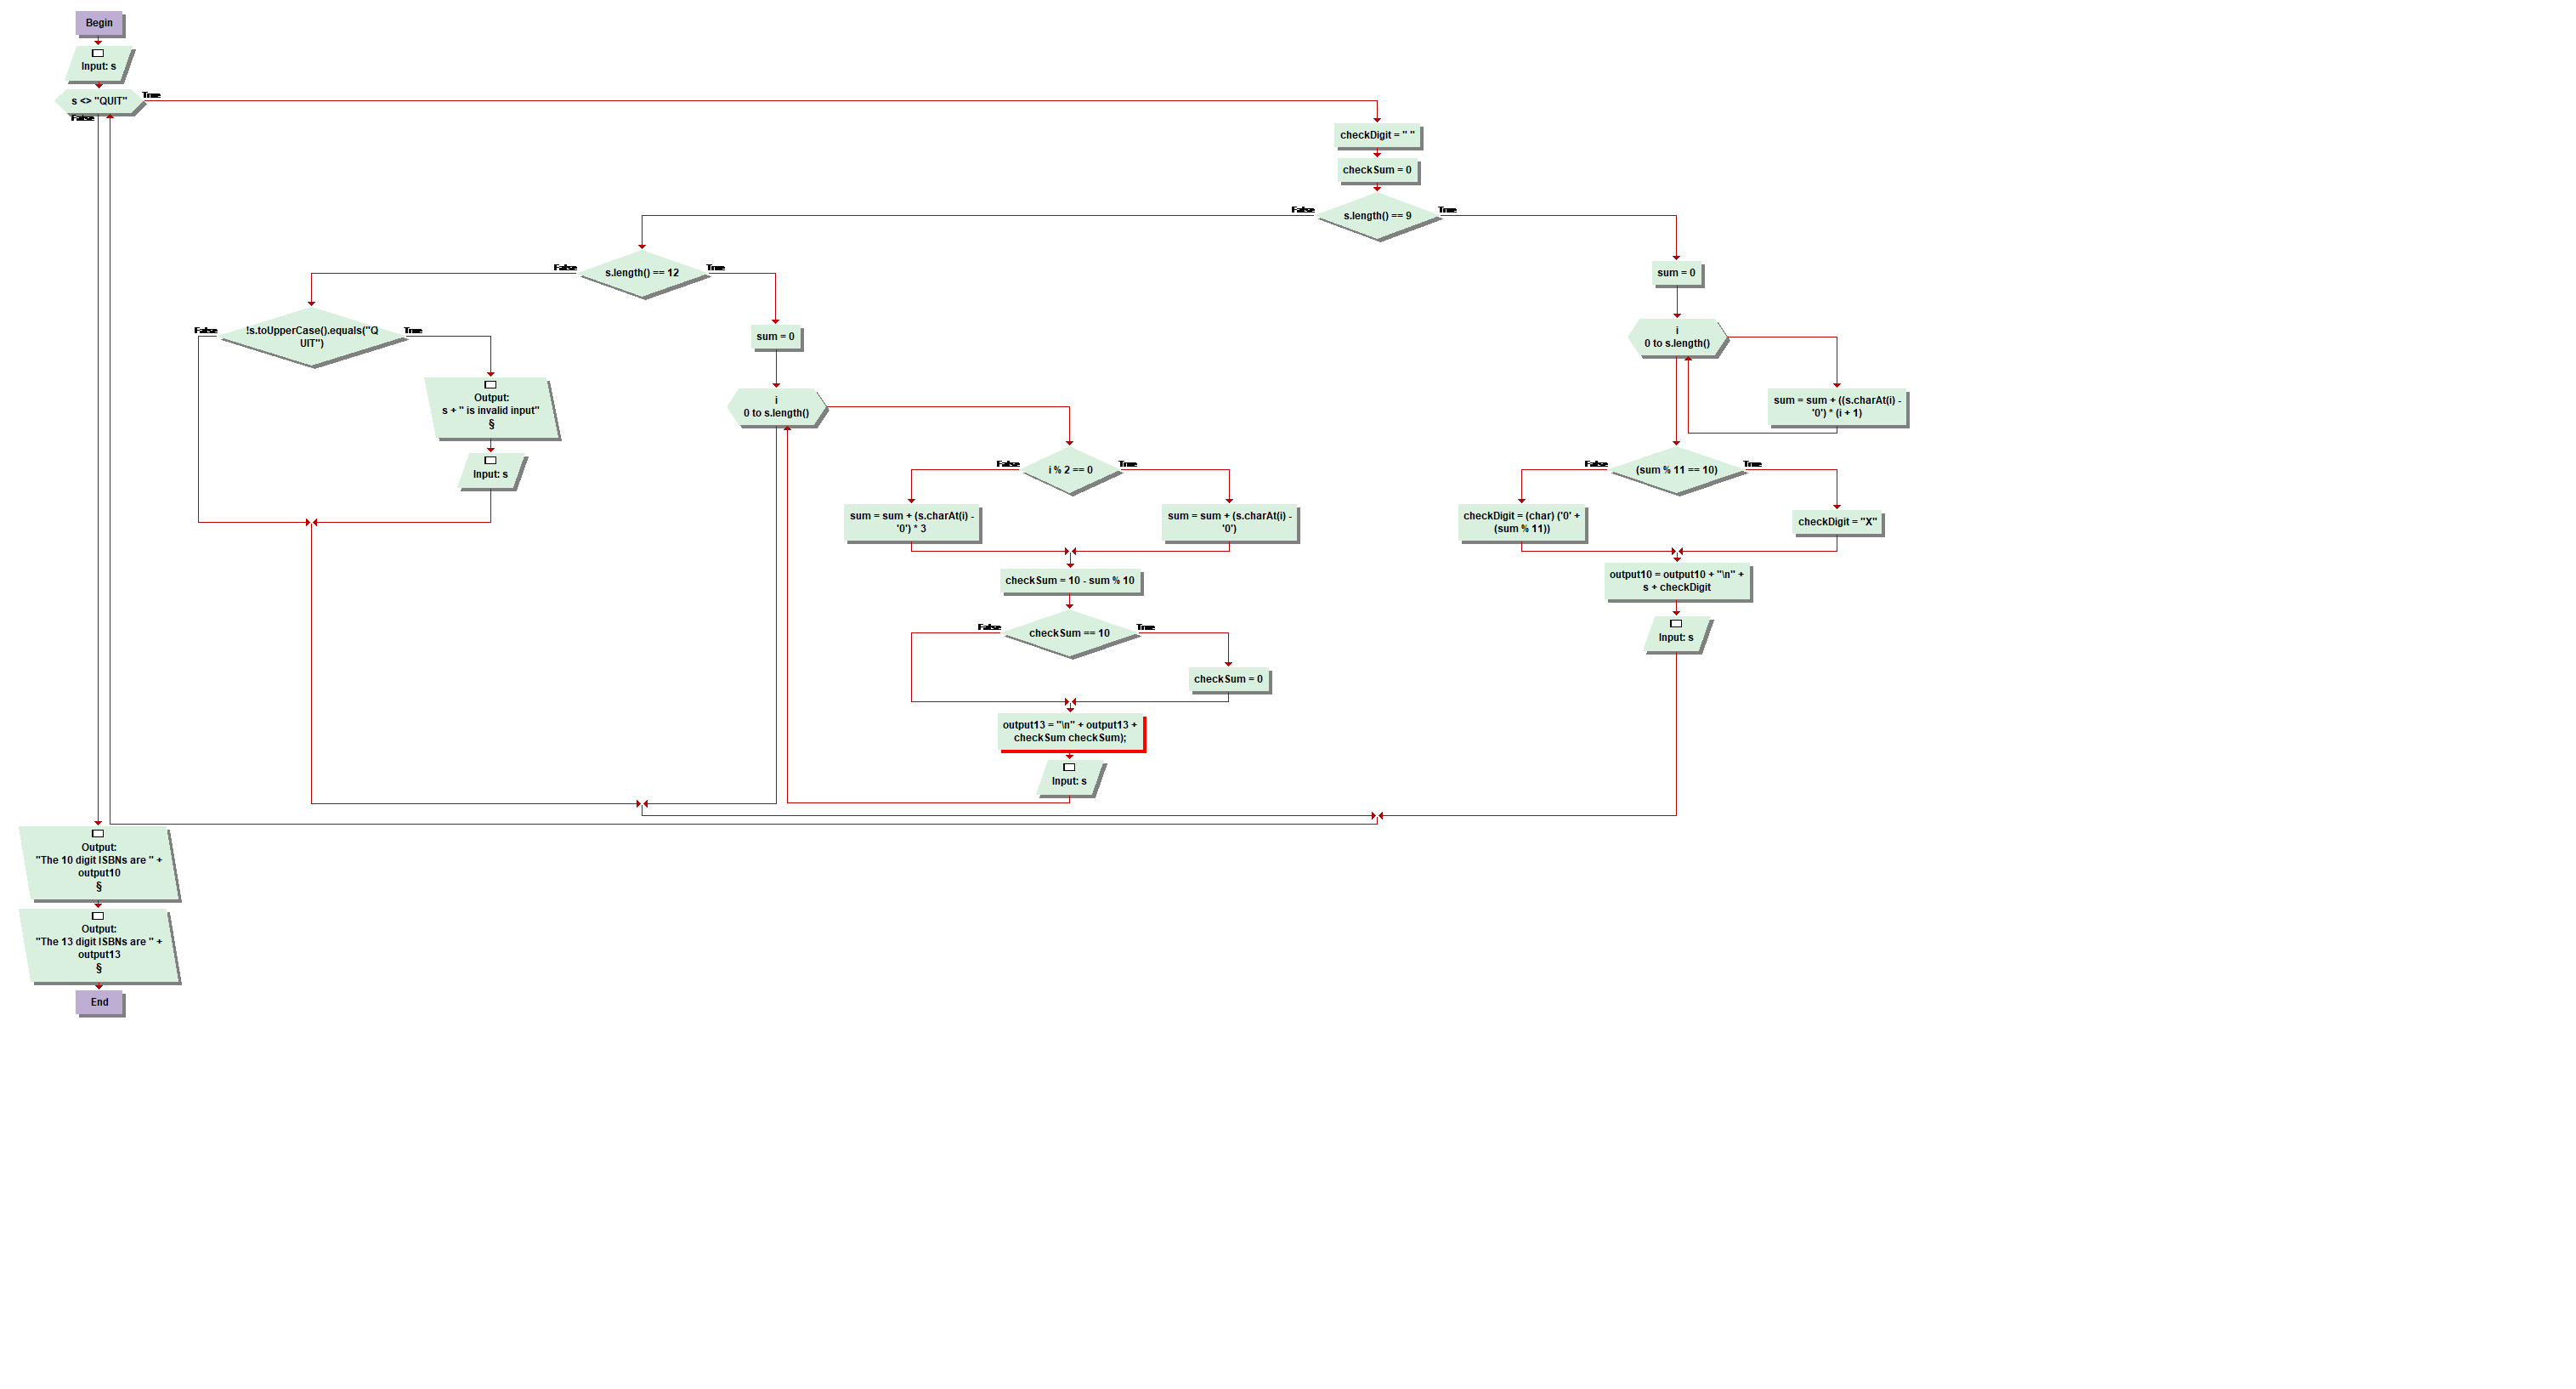 Begin
Input: s
s <> "QUIT"
True
False
checkDigit = " "
checkSum = 0
s.length() == 9
False
True
s.length() == 12
False
True
!s.toUpperCase().equals("Q
UIT")
False
True
Output:
s + " is invalid input"
§
Input: s
sum = 0
i
0 to s.length()
i % 2 == 0
False
True
sum = sum + (s.charAt(i) -
'0') * 3
sum = sum + (s.charAt(i) -
'0')
checkSum = 10 - sum % 10
checkSum == 10
False
True
checkSum = 0
output13 = "\n" + output13 +
checkSum checkSum);
Input: s
sum = 0
i
0 to s.length()
sum = sum + ((s.charAt(i) -
'0') * (i + 1)
(sum % 11 == 10)
False
True
checkDigit = (char) ('0' +
(sum % 11))
checkDigit = "X"
output10 = output10 + "\n" +
s + checkDigit
Input: s
Output:
"The 10 digit ISBNs are " +
output10
§
Output:
"The 13 digit ISBNs are " +
output13
§
End